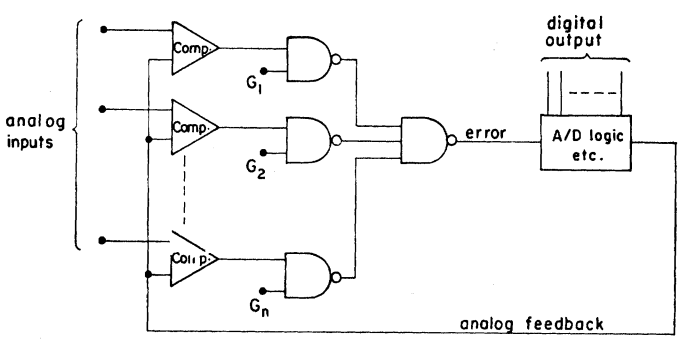 digital
output
Comp.
G1
analog
inputs
Comp.
error
A/D logic
etc.
G2
Comp.
Gn
analog feedback